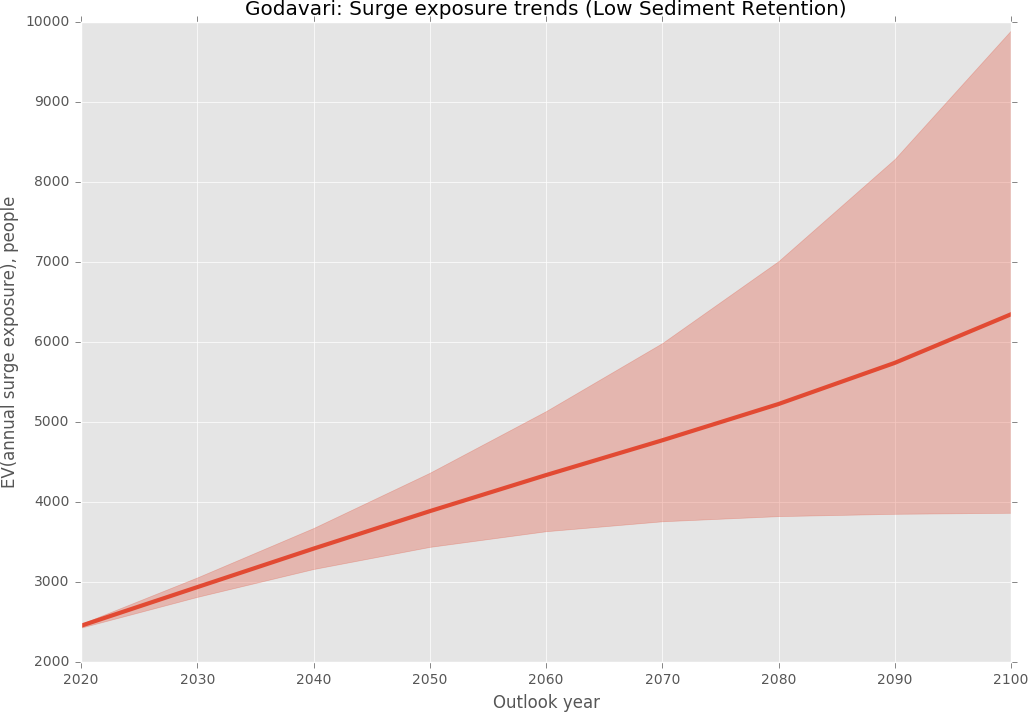 Godavari: Surge exposure trends (Low Sediment Retention)
10000
9000
8000
7000
6000
5000
4000
3000
2000
EV(annual surge exposure), people
2020 2030 2040 2050 2060 2070 2080 2090 2100
Outlook year